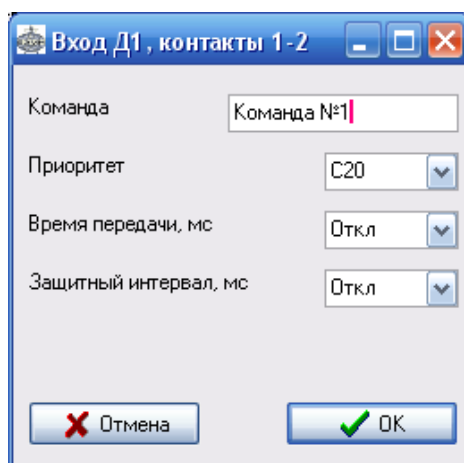 Вход Д1 , контакты 1-2
Команда Команда №1
Приоритет С20
Время передачи, мс Откл
Защитный интервал, мс Откл
Отмена ОК